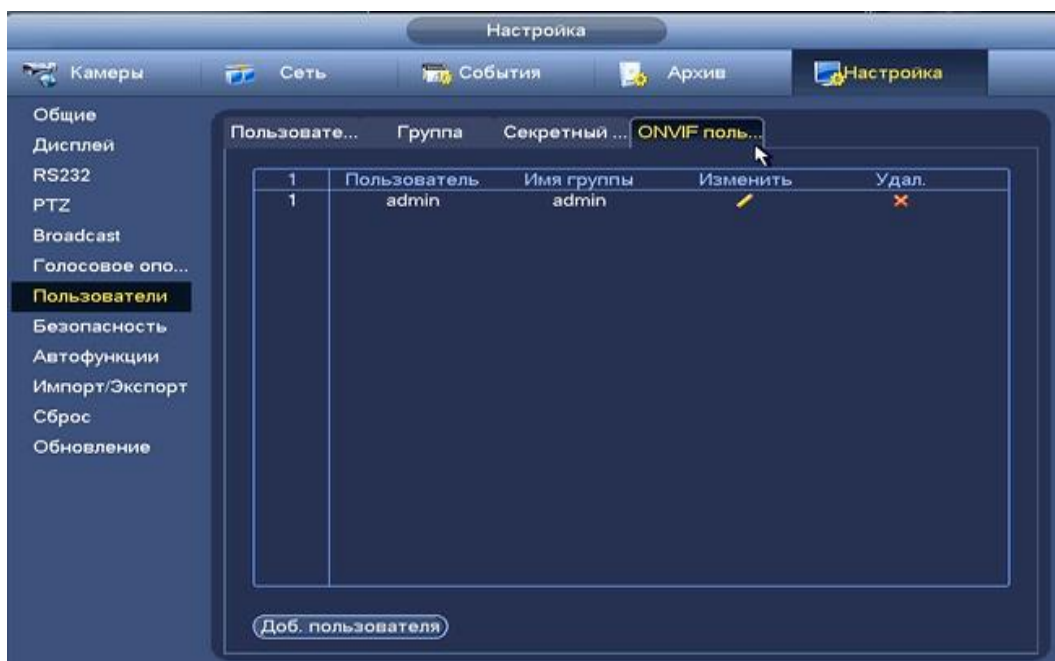 Настройка
Камеры Сеть События Архив Настройка
Общие
Дисплей
RS232
PTZ
Broadcast
Голосовое опо...
Пользователи
Безопасность
Автофункции
Импорт/Экспорт
Сброс
Обновление
Пользовате... Группа Секретный ... ONVIF поль...
1 Пользователь Имя группы Изменить Удал.
1 admin admin
Доб. пользователя